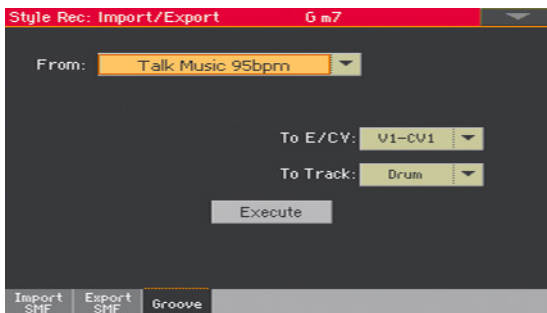 Style Rec: Import/Export G m7
From: Talk Music 95bpm
To E/CV: V1-CV1
To Track: Drum
Execute
Import Export Groove
SMF SMF